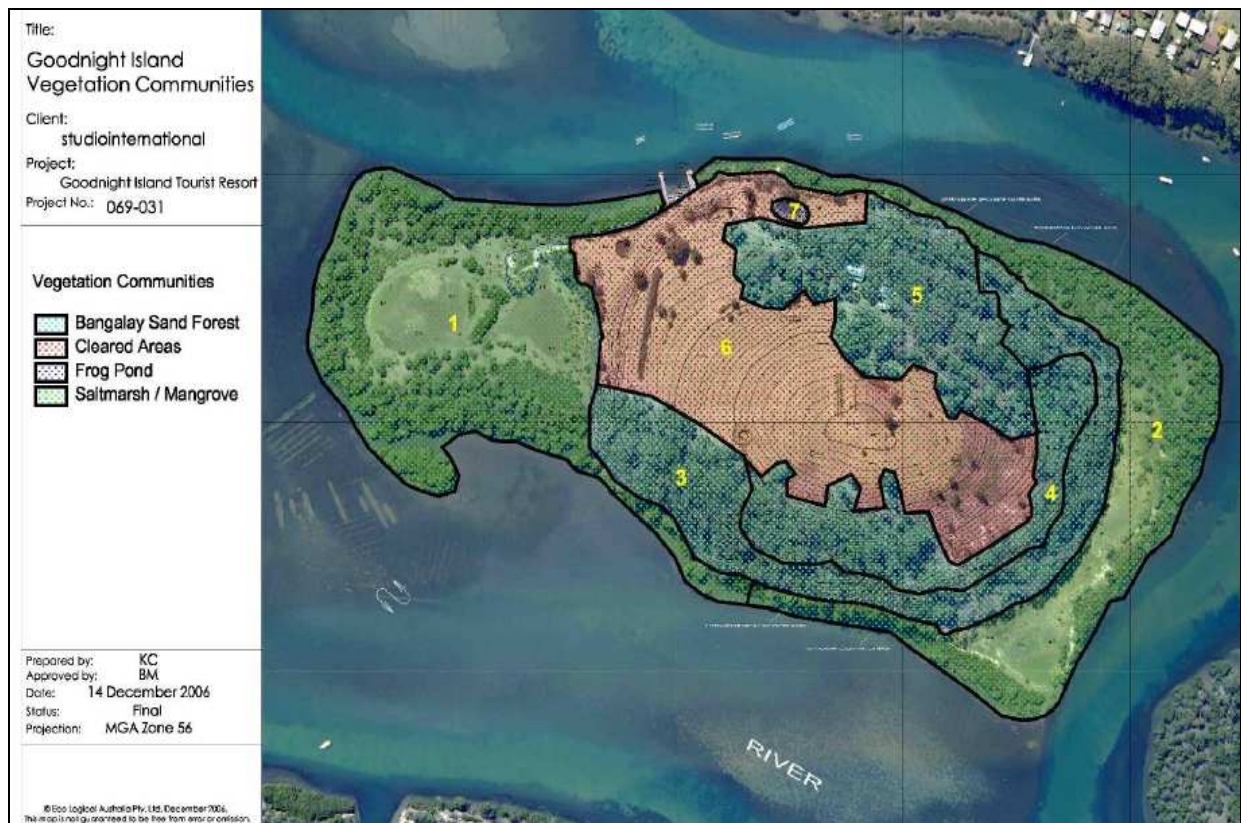 Title:
Goodnight Island
Vegetation Communities
Client:
studiointernational
Project:
Goodnight Island Tourist Resort
Project No.: 069-031
Vegetation Communities
Bangalay Sand Forest
Cleared Areas
Frog Pond
Saltmarsh / Mangrove
Prepared by: KC
Approved by: BM
Date: 14 December 2006
Status: Final
Projection: MGA Zone 56
© Eco Logical Australia Pty. Ltd. December 2006.
This map is not guaranteed to be free from error or omission.
7
5
1
6
2
3
4
RIVER